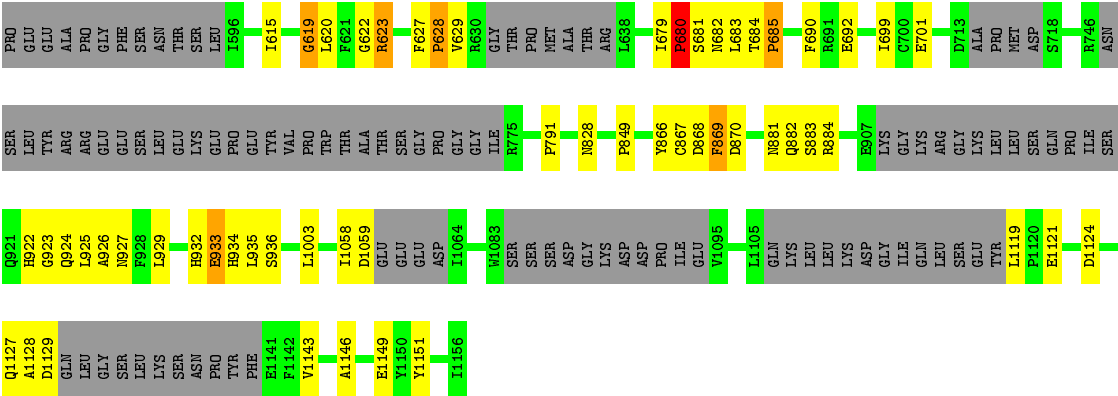 PRO GLU GLU ALA PRO GLY PHE SER ASN THR SER LEU I596 I615 G619 L620 F621 G622 R623 F627 P628 V629 R630 GLY THR PRO MET ALA THR ARG L638 I679 P680 S681 N682 L683 T684 P685 F690 R691 E692 I699 C700 E701 D713 ALA PRO MET ASP S718 R746 ASN
SER LEU TYR ARG ARG GLU GLU SER LEU GLU LYS GLU PRO GLU TYR VAL PRO TRP THR ALA THR SER GLY PRO GLY GLY ILE R775 P791 N828 P849 Y866 C867 D868 F869 D870 N881 Q882 S883 R884 E907 LYS GLY LYS ARG GLY LYS LEU LEU SER GLN PRO ILE SER
Q921 H922 G923 Q924 L925 A926 N927 F928 L929 H932 E933 H934 L935 S936 L1003 I1058 D1059 GLU GLU GLU ASP I1064 W1083 SER SER SER ASP GLY LYS ASP ASP PRO ILE GLU V1095 L1105 GLN LYS LEU LEU LYS ASP GLY ILE GLN LEU SER GLU TYR L1119 P1120 E1121 D1124
Q1127 A1128 D1129 GLN LEU GLY SER LEU LYS SER ASN PRO TYR PHE E1141 F1142 V1143 A1146 E1149 Y1150 Y1151 I1156